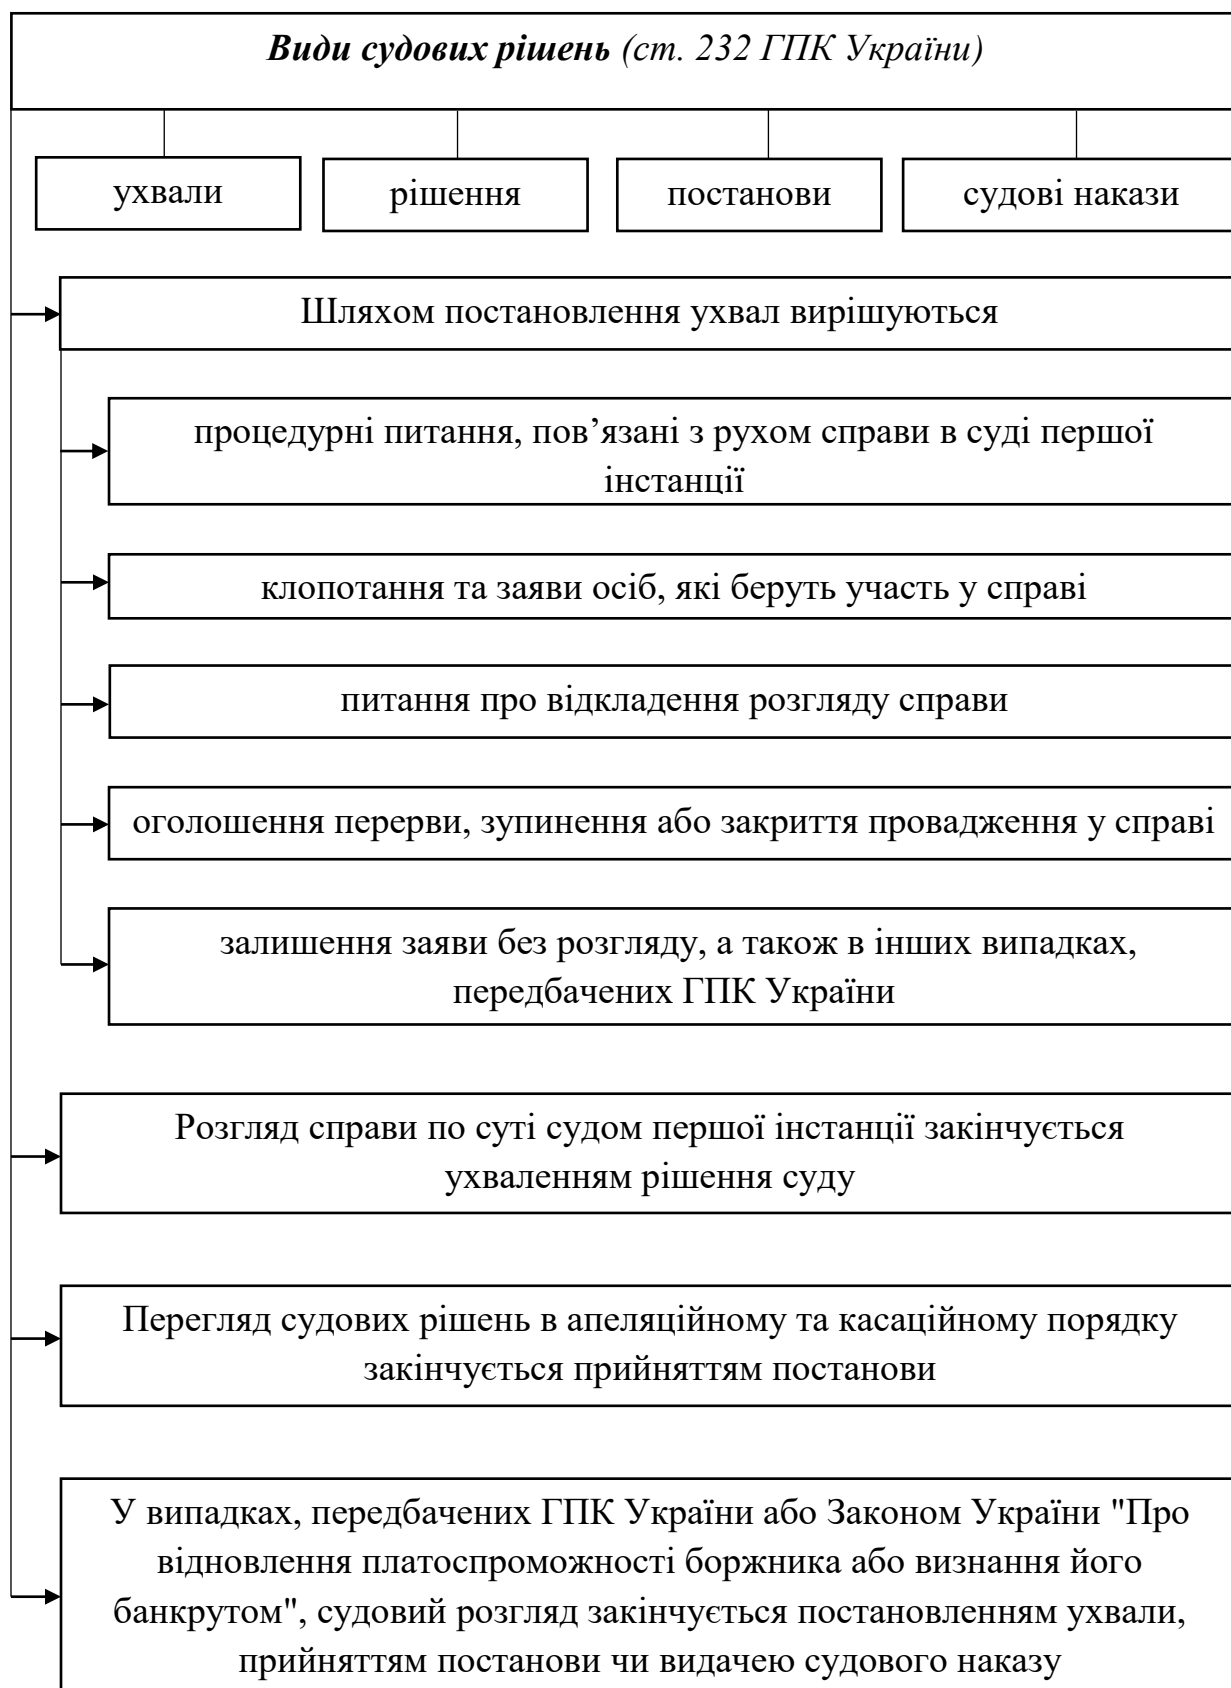 Види судових рішень (ст. 232 ГПК України)
ухвали
рішення
постанови
судові накази
Шляхом постановлення ухвал вирішуються
процедурні питання, пов’язані з рухом справи в суді першої
інстанції
клопотання та заяви осіб, які беруть участь у справі
питання про відкладення розгляду справи
оголошення перерви, зупинення або закриття провадження у справі
залишення заяви без розгляду, а також в інших випадках,
передбачених ГПК України
Розгляд справи по суті судом першої інстанції закінчується
ухваленням рішення суду
Перегляд судових рішень в апеляційному та касаційному порядку
закінчується прийняттям постанови
У випадках, передбачених ГПК України або Законом України "Про
відновлення платоспроможності боржника або визнання його
банкрутом", судовий розгляд закінчується постановленням ухвали,
прийняттям постанови чи видачею судового наказу